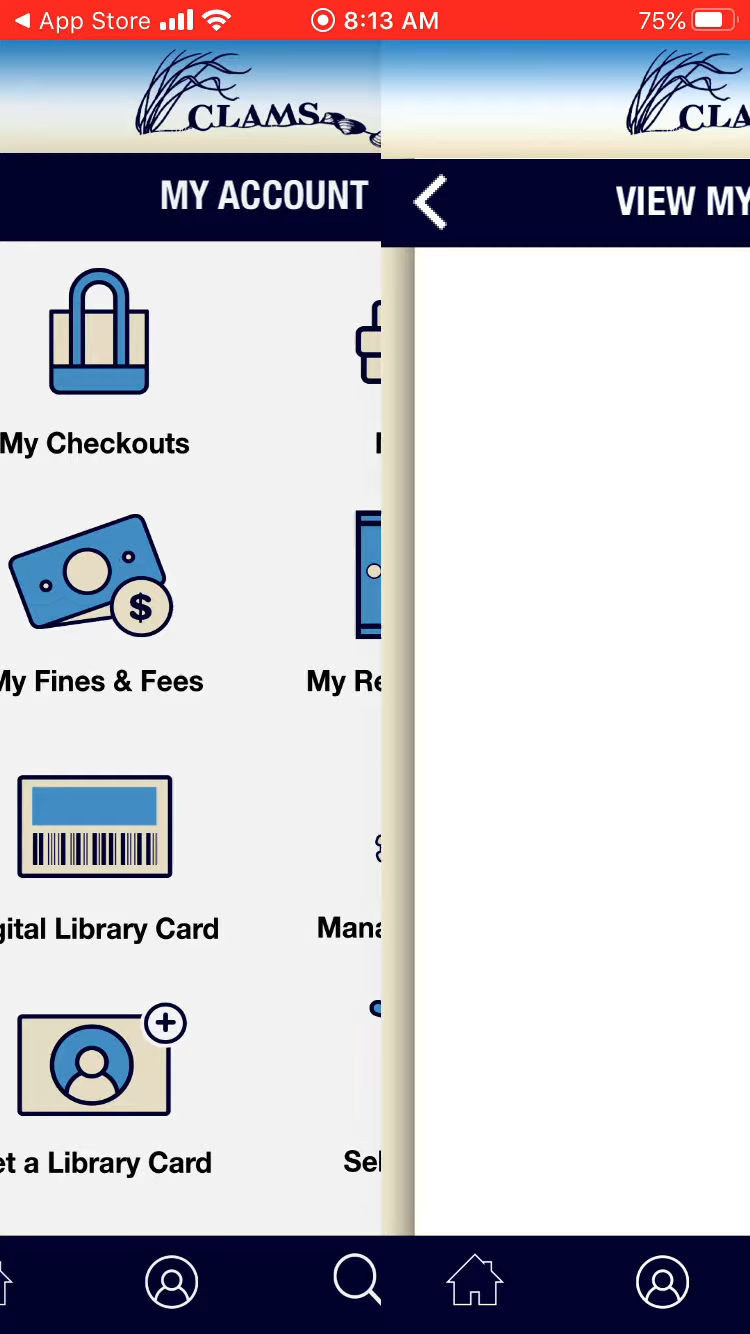 App Store 8:13 AM 75%
CLAMS
CLA
MY ACCOUNT
VIEW MY
My Checkouts
$
My Fines & Fees
My Re
gital Library Card
Mana
et a Library Card
Sel